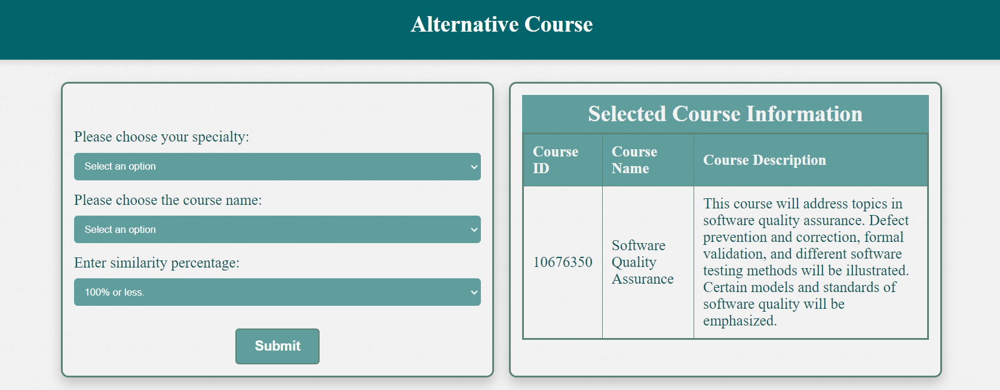 Alternative Course
Please choose your specialty:
Select an option
Please choose the course name:
Select an option
Enter similarity percentage:
100% or less.
Submit
Selected Course Information
Course
ID
Course
Name
Course Description
10676350
Software
Quality
Assurance
This course will address topics in
software quality assurance. Defect
prevention and correction, formal
validation, and different software
testing methods will be illustrated.
Certain models and standards of
software quality will be
emphasized.